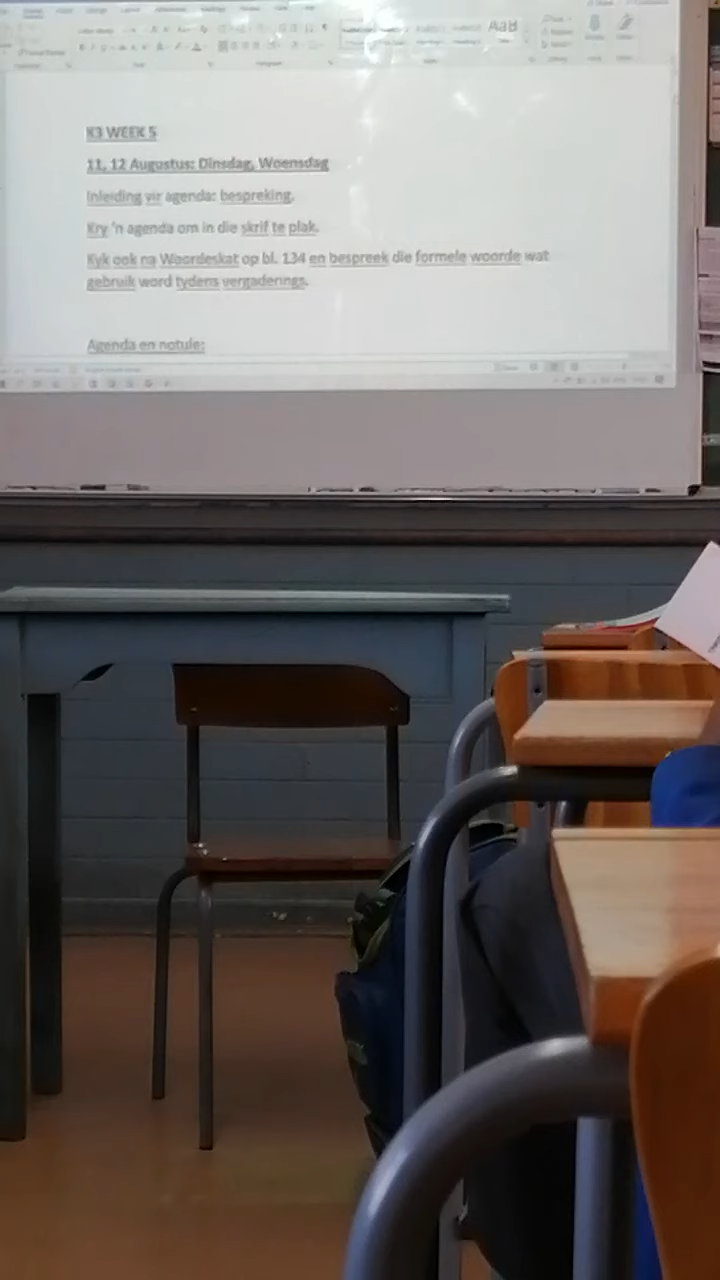 K3 WEEK 5
11, 12 Augustus: Dinsdag, Woensdag
Inleiding vir agenda: bespreking.
Kry 'n agenda om in die skrif te plak.
Kyk ook na Woordeskat op bl. 134 en bespreek die formele woorde wat
gebruik word tydens vergaderings.
Agenda en notule: